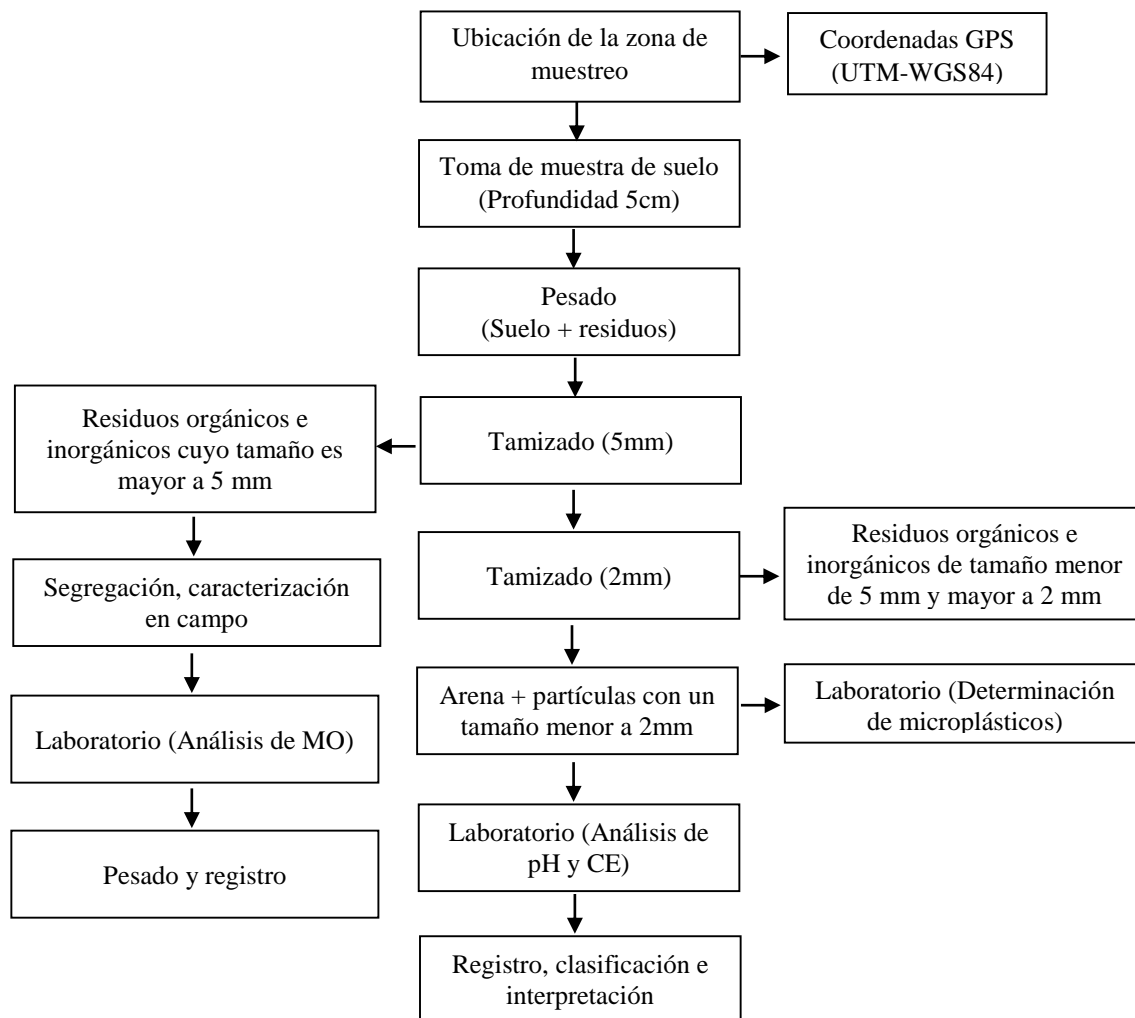 Ubicación de la zona de
muestreo
Coordenadas GPS
(UTM-WGS84)
Toma de muestra de suelo
(Profundidad 5cm)
Pesado
(Suelo + residuos)
Residuos orgánicos e
inorgánicos cuyo tamaño es
mayor a 5 mm
Tamizado (5mm)
Segregación, caracterización
en campo
Tamizado (2mm)
Residuos orgánicos e
inorgánicos de tamaño menor
de 5 mm y mayor a 2 mm
Laboratorio (Análisis de MO)
Arena + partículas con un
tamaño menor a 2mm
Laboratorio (Determinación
de microplásticos)
Pesado y registro
Laboratorio (Análisis de
pH y CE)
Registro, clasificación e
interpretación